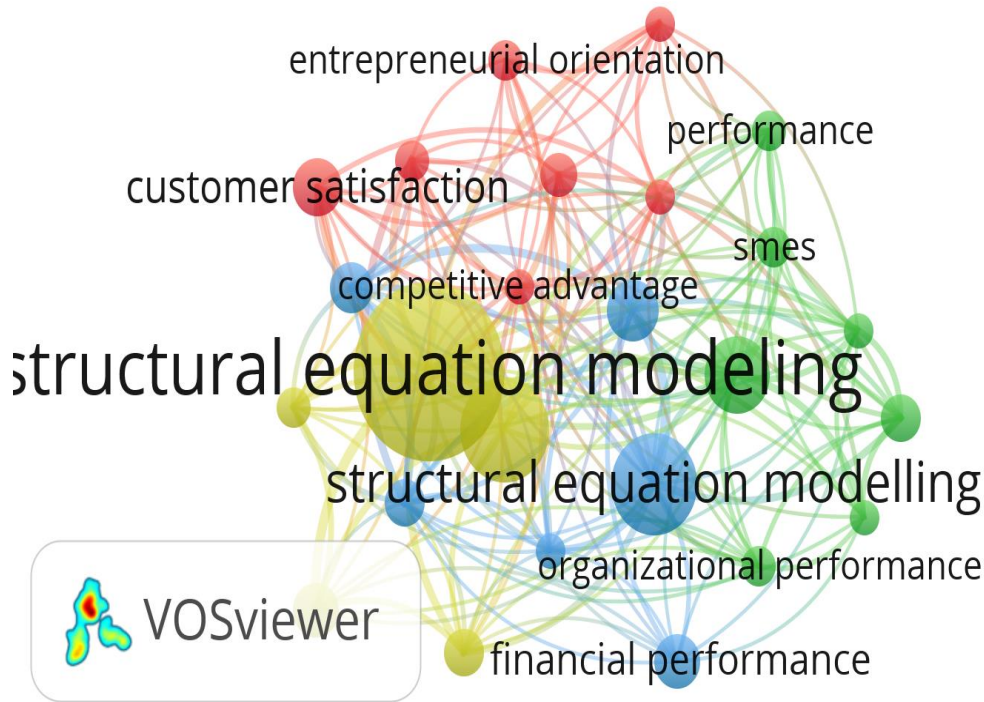 entrepreneurial orientation
performance
customer satisfaction
smes
competitive advantage
structural equation modeling
structural equation modelling
organizational performance
VOSviewer
financial performance